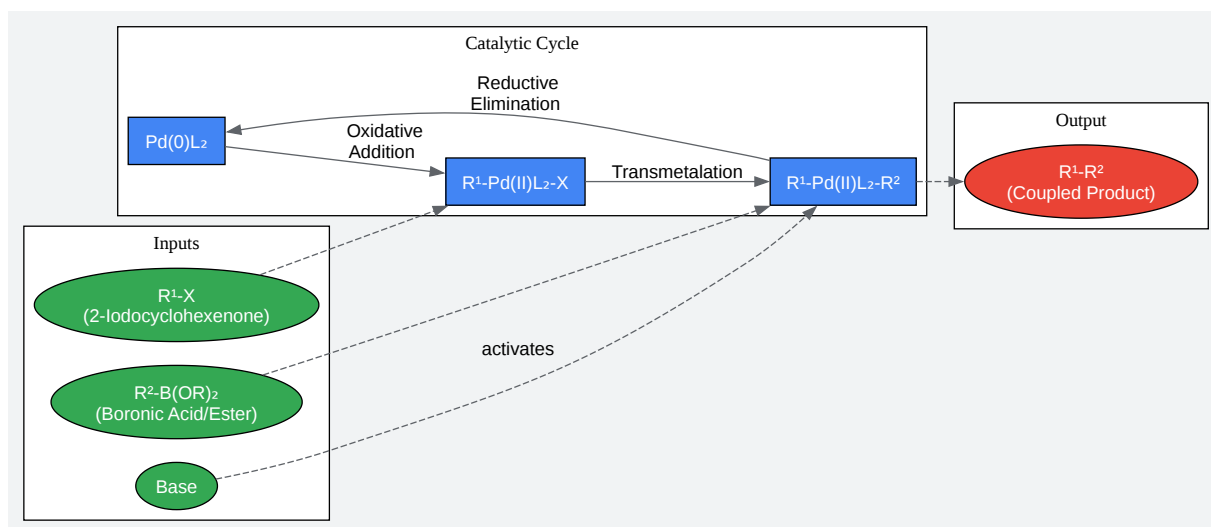 Catalytic Cycle
Reductive
Elimination
Pd(0)L₂
Oxidative
Addition
R¹-Pd(II)L₂-X
Transmetalation
R¹-Pd(II)L₂-R²
Output
R¹-R²
(Coupled Product)
Inputs
R¹-X
(2-Iodocyclohexenone)
R²-B(OR)₂
(Boronic Acid/Ester)
activates
Base